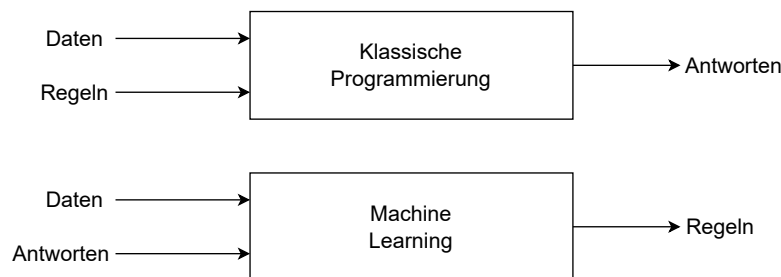 Daten
Regeln
Klassische
Programmierung
Antworten
Daten
Antworten
Machine
Learning
Regeln